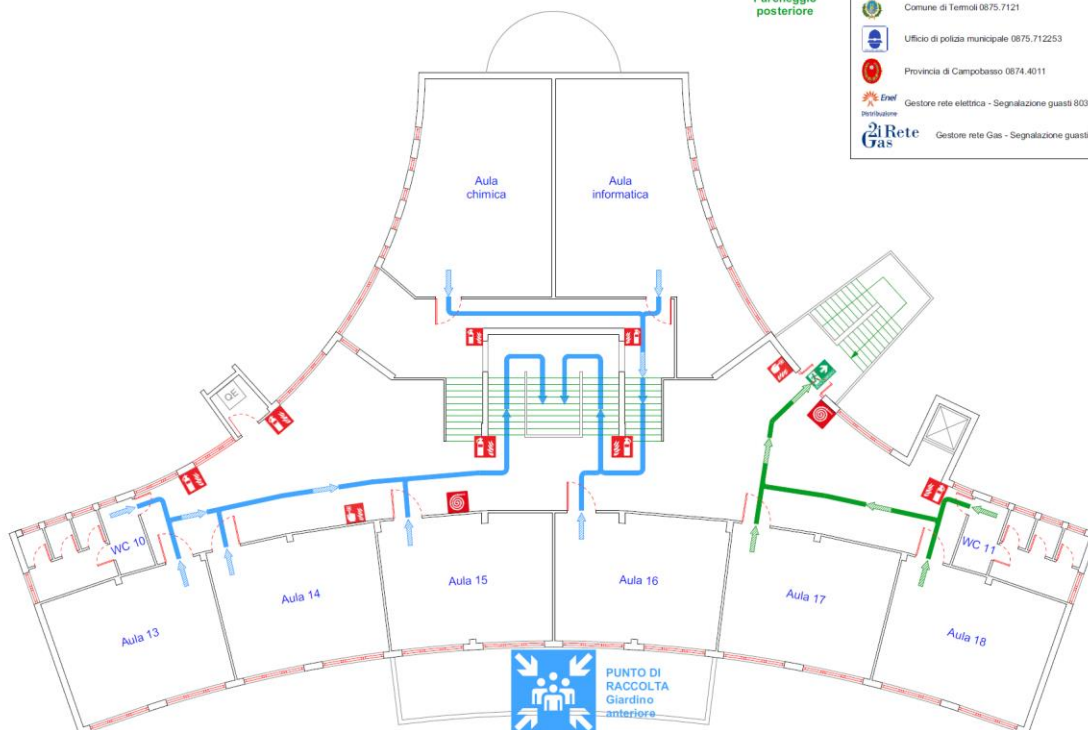 posteriore
Comune di Termoli 0875.7121
Ufficio di polizia municipale 0875.712253
Provincia di Campobasso 0874.4011
Enel
Distribuzione
Gestore rete elettrica - Segnalazione guasti 803
2i Rete
Gas
Gestore rete Gas - Segnalazione guasti
Aula
chimica
Aula
informatica
QE
WC 10
WC 11
Aula 13
Aula 14
Aula 15
Aula 16
Aula 17
Aula 18
PUNTO DI
RACCOLTA
Giardino
anteriore